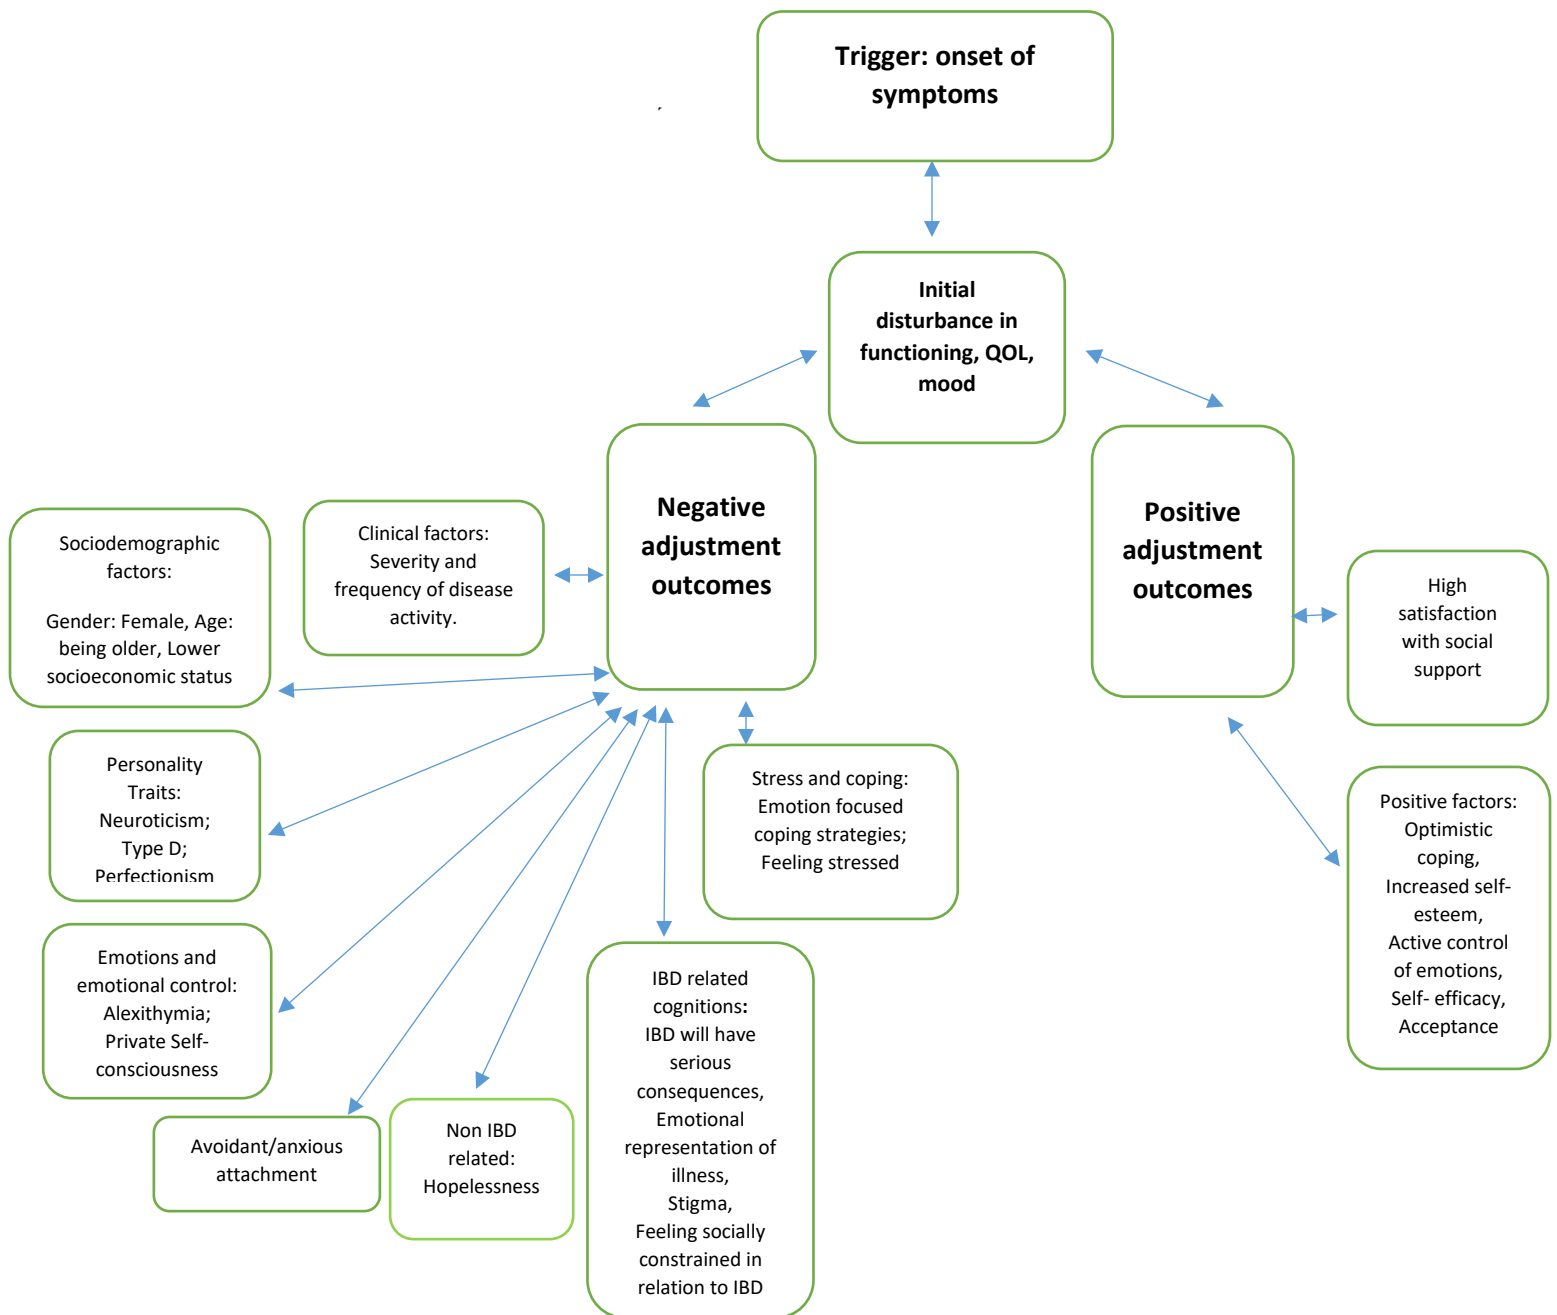 Trigger: onset of
symptoms
Initial
disturbance in
functioning, QOL,
mood
Negative
adjustment
outcomes
Positive
adjustment
outcomes
Sociodemographic
factors:
Gender: Female, Age:
being older, Lower
socioeconomic status
Clinical factors:
Severity and
frequency of disease
activity.
High
satisfaction
with social
support
Personality
Traits:
Neuroticism;
Type D;
Perfectionism
Stress and coping:
Emotion focused
coping strategies;
Feeling stressed
Positive factors:
Optimistic
coping,
Increased self-
esteem,
Active control
of emotions,
Self- efficacy,
Acceptance
Emotions and
emotional control:
Alexithymia;
Private Self-
consciousness
IBD related
cognitions:
IBD will have
serious
consequences,
Emotional
representation of
illness,
Stigma,
Feeling socially
constrained in
relation to IBD
Avoidant/anxious
attachment
Non IBD
related:
Hopelessness